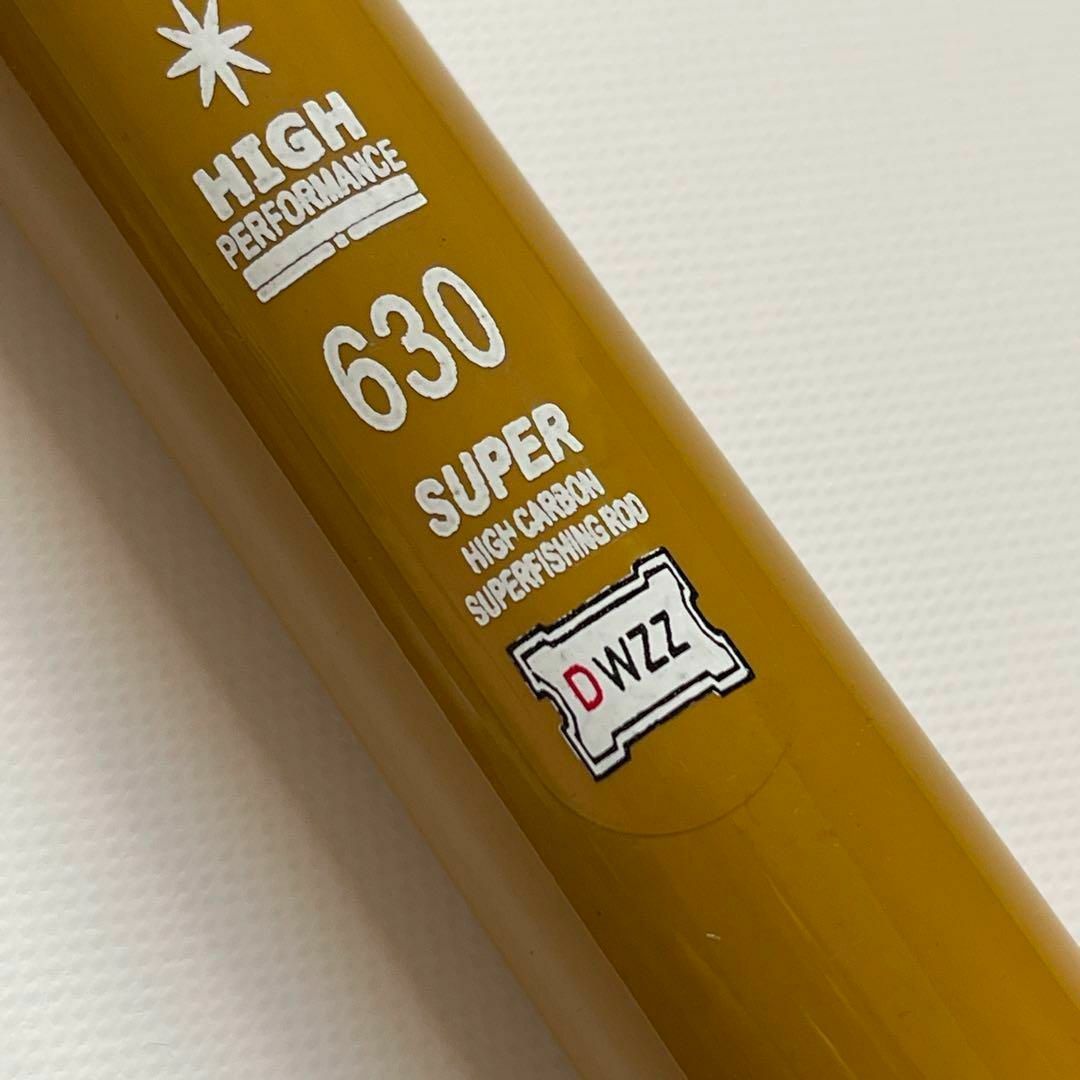 HIGH
PERFORMANCE
630
SUPER
HIGH CARBON
SUPERFISHING ROD
DWZZ